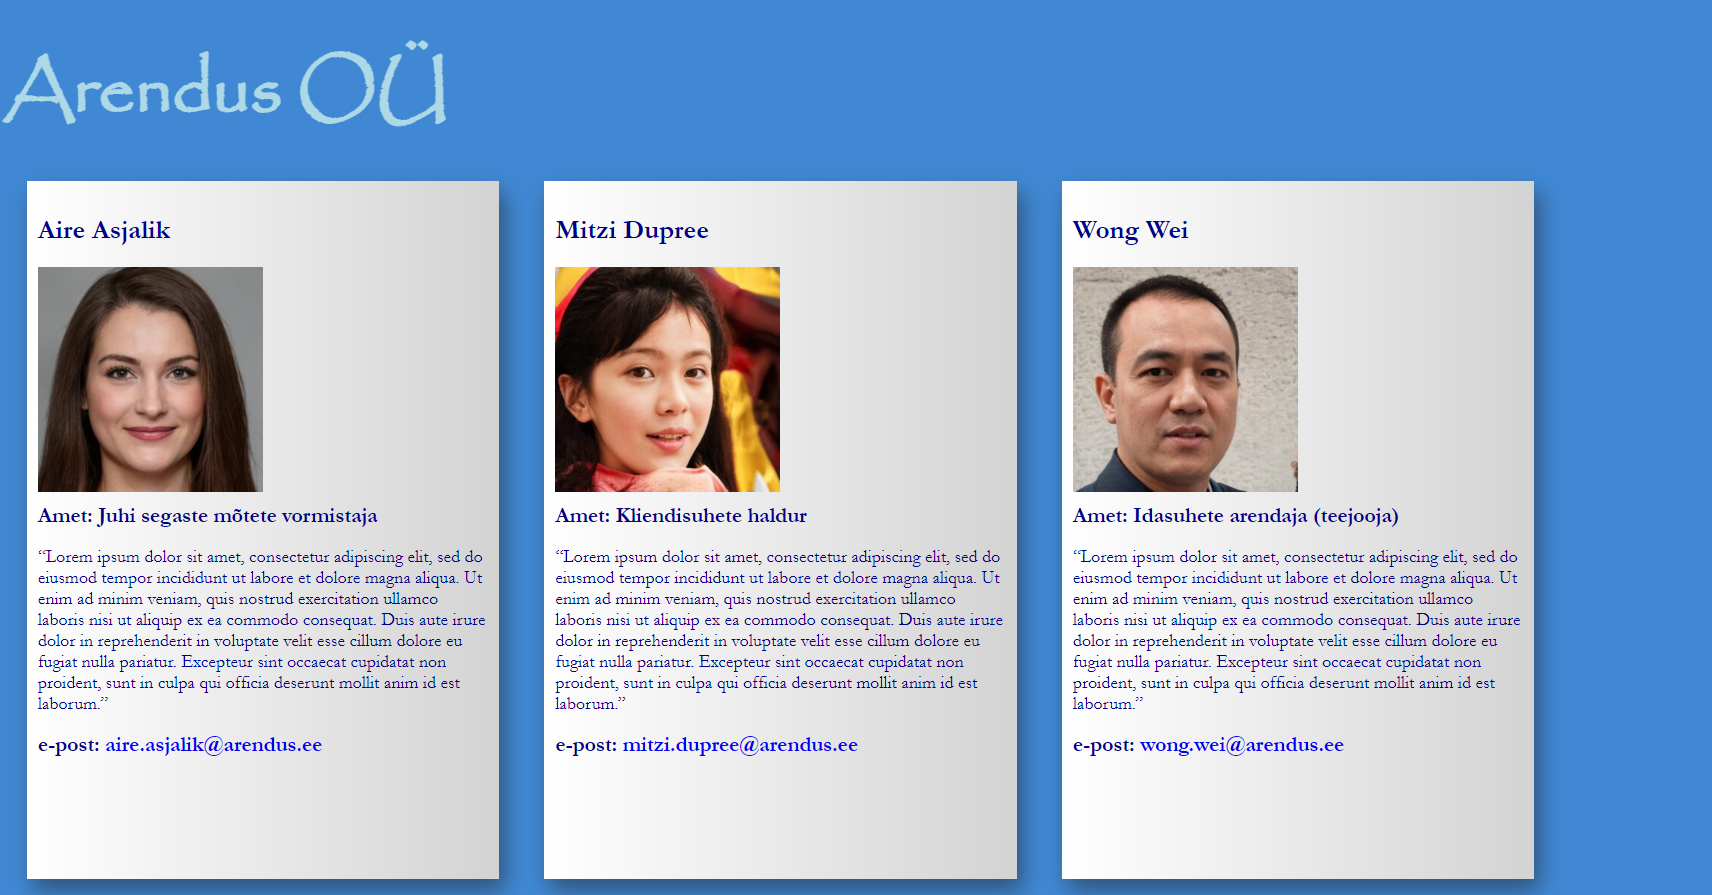 Arendus OÜ
Aire Asjalik
Amet: Juhi segaste mõtete vormistaja
“Lorem ipsum dolor sit amet, consectetur adipiscing elit, sed do
eiusmod tempor incididunt ut labore et dolore magna aliqua. Ut
enim ad minim veniam, quis nostrud exercitation ullamco
laboris nisi ut aliquip ex ea commodo consequat. Duis aute irure
dolor in reprehenderit in voluptate velit esse cillum dolore eu
fugiat nulla pariatur. Excepteur sint occaecat cupidatat non
proident, sunt in culpa qui officia deserunt mollit anim id est
laborum.”
e-post: aire.asjalik@arendus.ee
Mitzi Dupree
Amet: Kliendisuhete haldur
“Lorem ipsum dolor sit amet, consectetur adipiscing elit, sed do
eiusmod tempor incididunt ut labore et dolore magna aliqua. Ut
enim ad minim veniam, quis nostrud exercitation ullamco
laboris nisi ut aliquip ex ea commodo consequat. Duis aute irure
dolor in reprehenderit in voluptate velit esse cillum dolore eu
fugiat nulla pariatur. Excepteur sint occaecat cupidatat non
proident, sunt in culpa qui officia deserunt mollit anim id est
laborum.”
e-post: mitzi.dupree@arendus.ee
Wong Wei
Amet: Idasuhete arendaja (teejooja)
“Lorem ipsum dolor sit amet, consectetur adipiscing elit, sed do
eiusmod tempor incididunt ut labore et dolore magna aliqua. Ut
enim ad minim veniam, quis nostrud exercitation ullamco
laboris nisi ut aliquip ex ea commodo consequat. Duis aute irure
dolor in reprehenderit in voluptate velit esse cillum dolore eu
fugiat nulla pariatur. Excepteur sint occaecat cupidatat non
proident, sunt in culpa qui officia deserunt mollit anim id est
laborum.”
e-post: wong.wei@arendus.ee